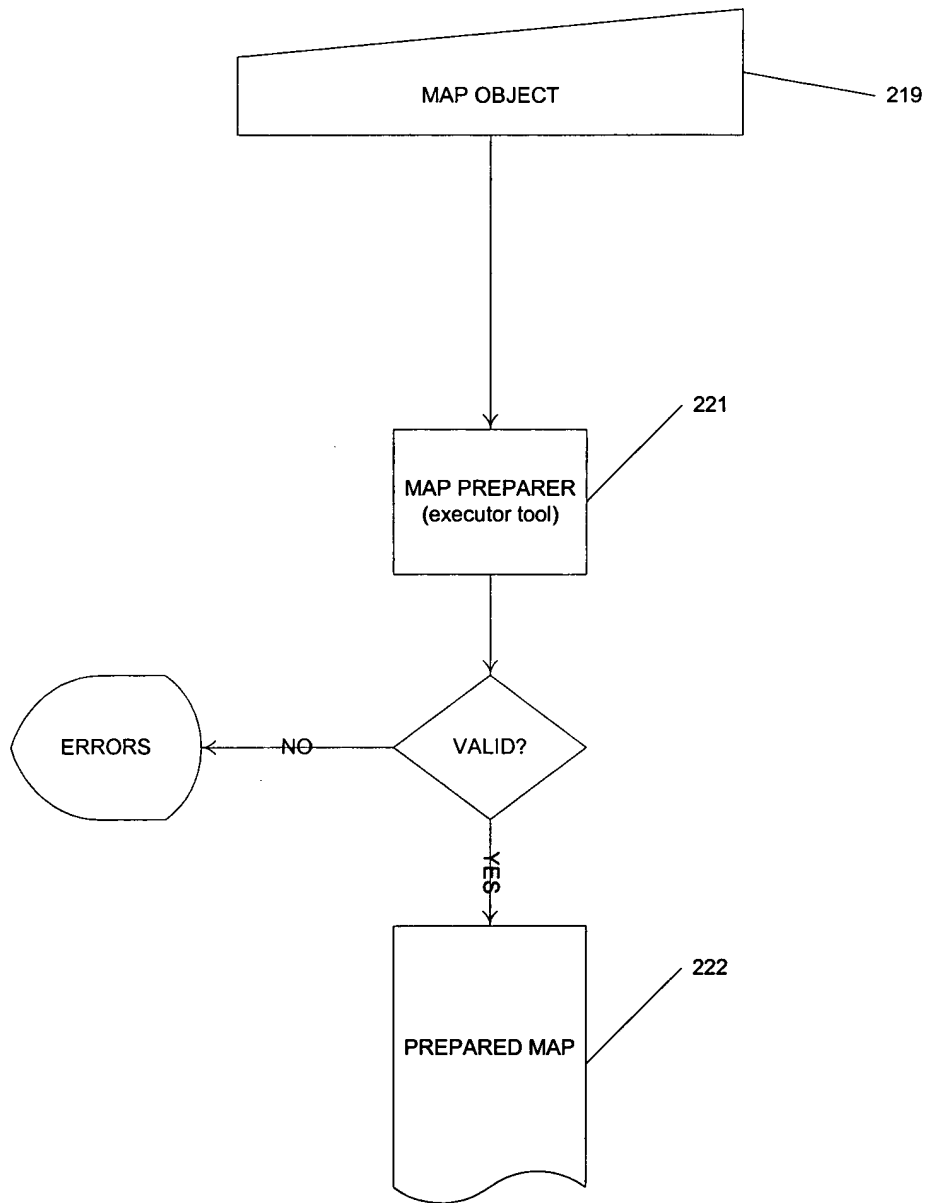 MAP OBJECT
219
221
MAP PREPARER
(executor tool)
ERRORS
NO
VALID?
YES
222
PREPARED MAP